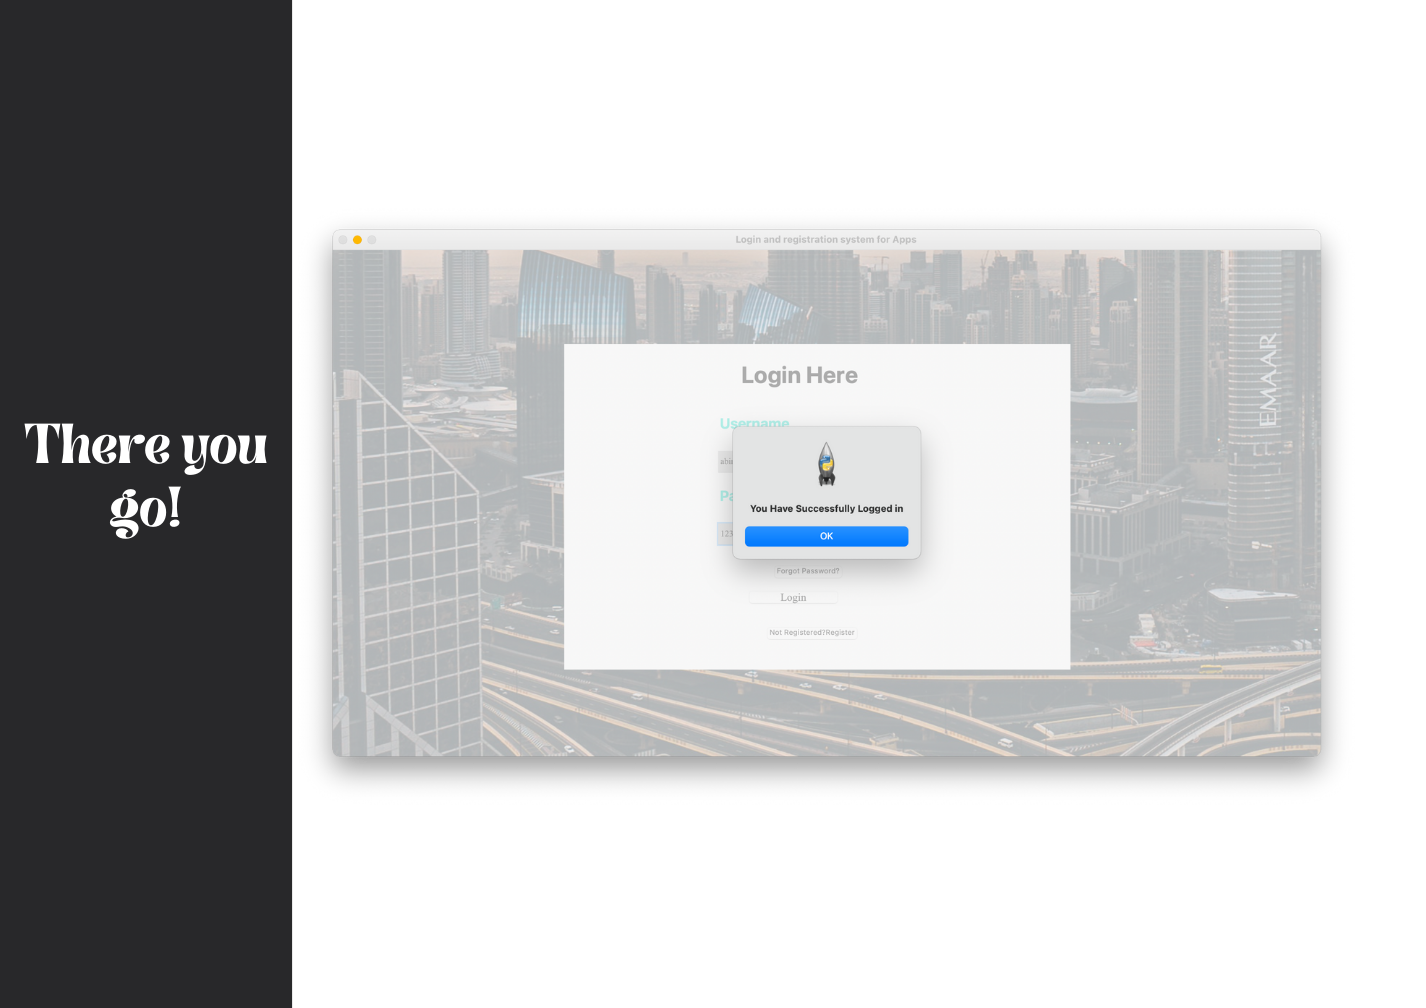 There you
go!
Login and registration system for Apps
EMAAR
Login Here
Username
You Have Successfully Logged in
OK
Forgot Password?
Login
Not Registered?Register